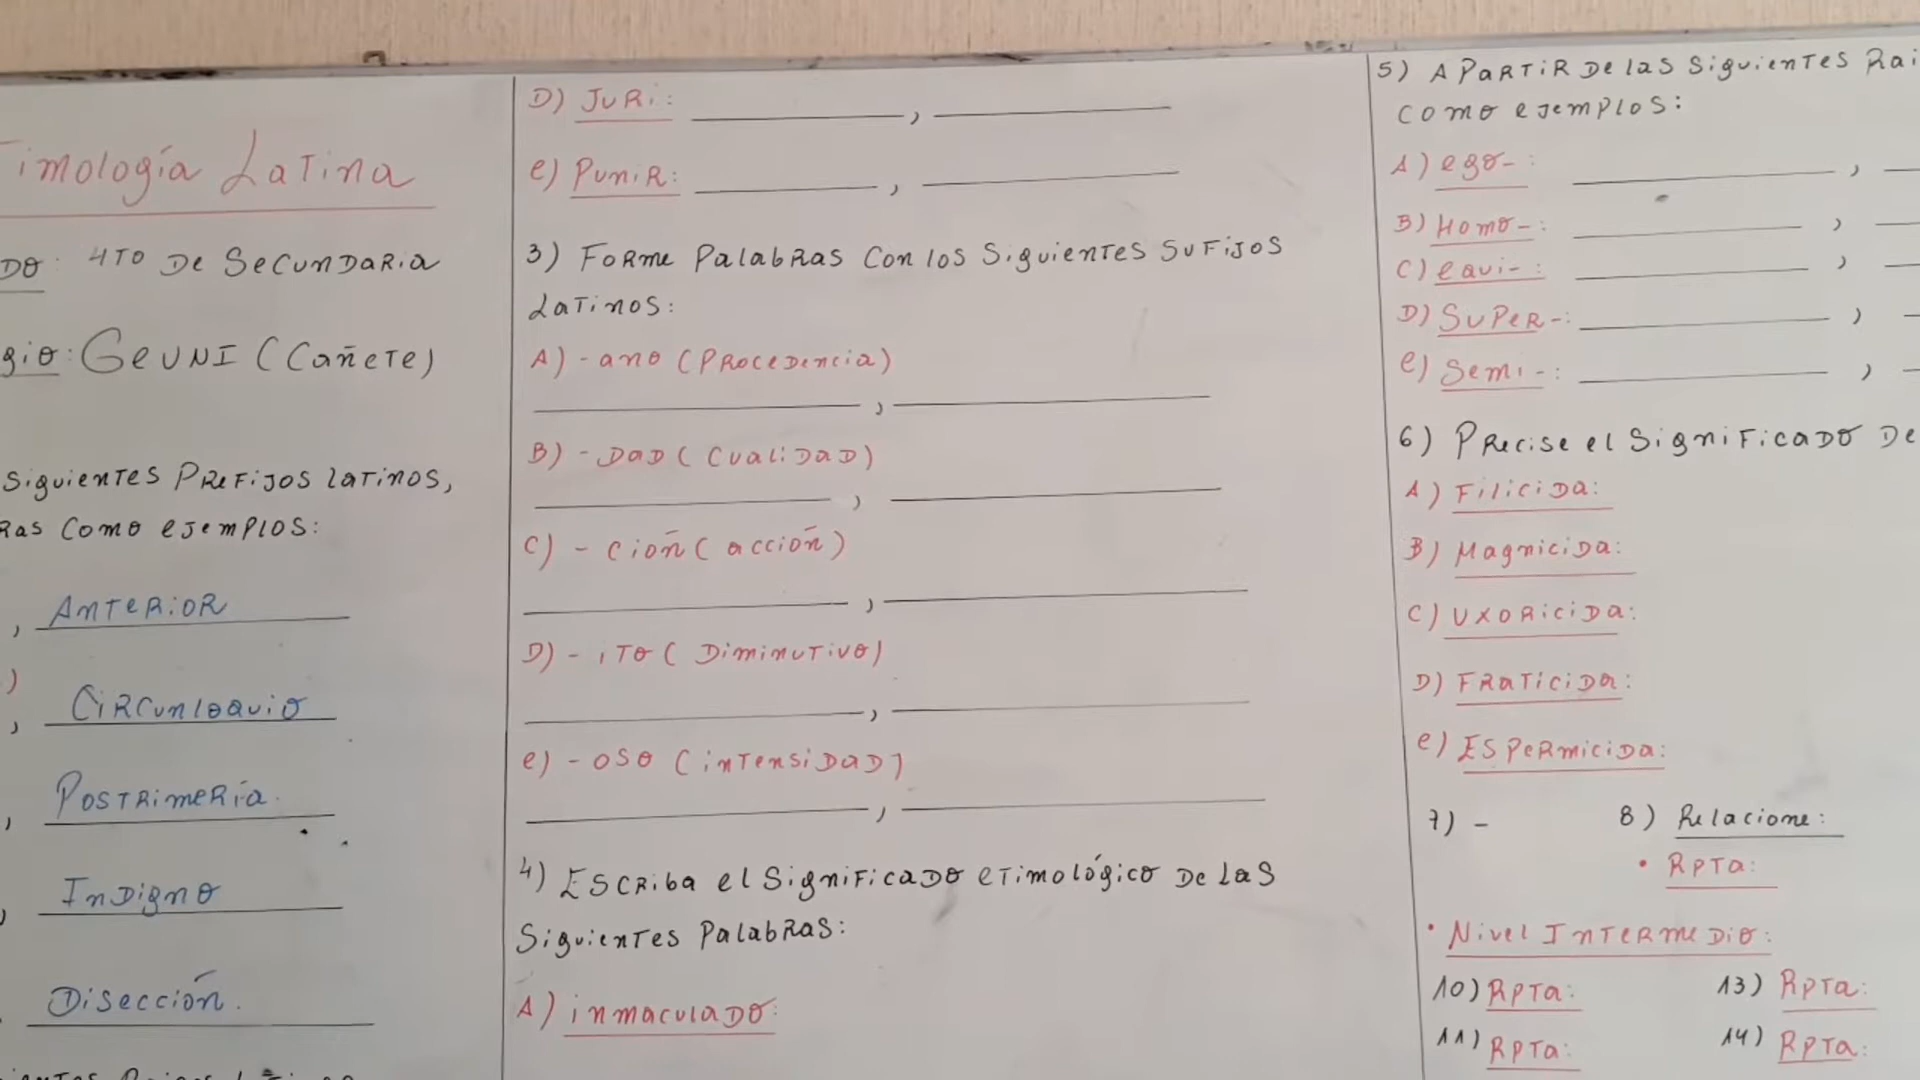 Timología Latina
DO: 4TO De Secundaria
gio: GeUNI (Cañete)
Siguientes Prefijos latinos,
ras como ejemplos:
, Anterior
)
, Circunloquio
, Postrimería.
, Indigno
Disección.
D) Juri: ,
e) Punir: ,
3) Forme Palabras con los Siguientes Sufijos
Latinos:
A) -ano (Procedencia)
,
B) -Dad (Cualidad)
,
C) -ción (acción)
,
D) -ito (Diminutivo)
,
e) -oso (intensidad)
,
4) Escriba el Significado etimológico de las
Siguientes Palabras:
A) inmaculado:
5) A Partir de las Siguientes Rai
como ejemplos:
A) ego-: ,
B) Homo-: ,
C) equi-: ,
D) Super-: ,
e) Semi-: ,
6) Precise el Significado De
A) Filicida:
B) Magnicida:
C) Uxoricida:
D) Fraticida:
e) Espermicida:
7) -
8) Relacione:
• Rpta:
• Nivel Intermedio:
10) Rpta:
13) Rpta:
11) Rpta:
14) Rpta: